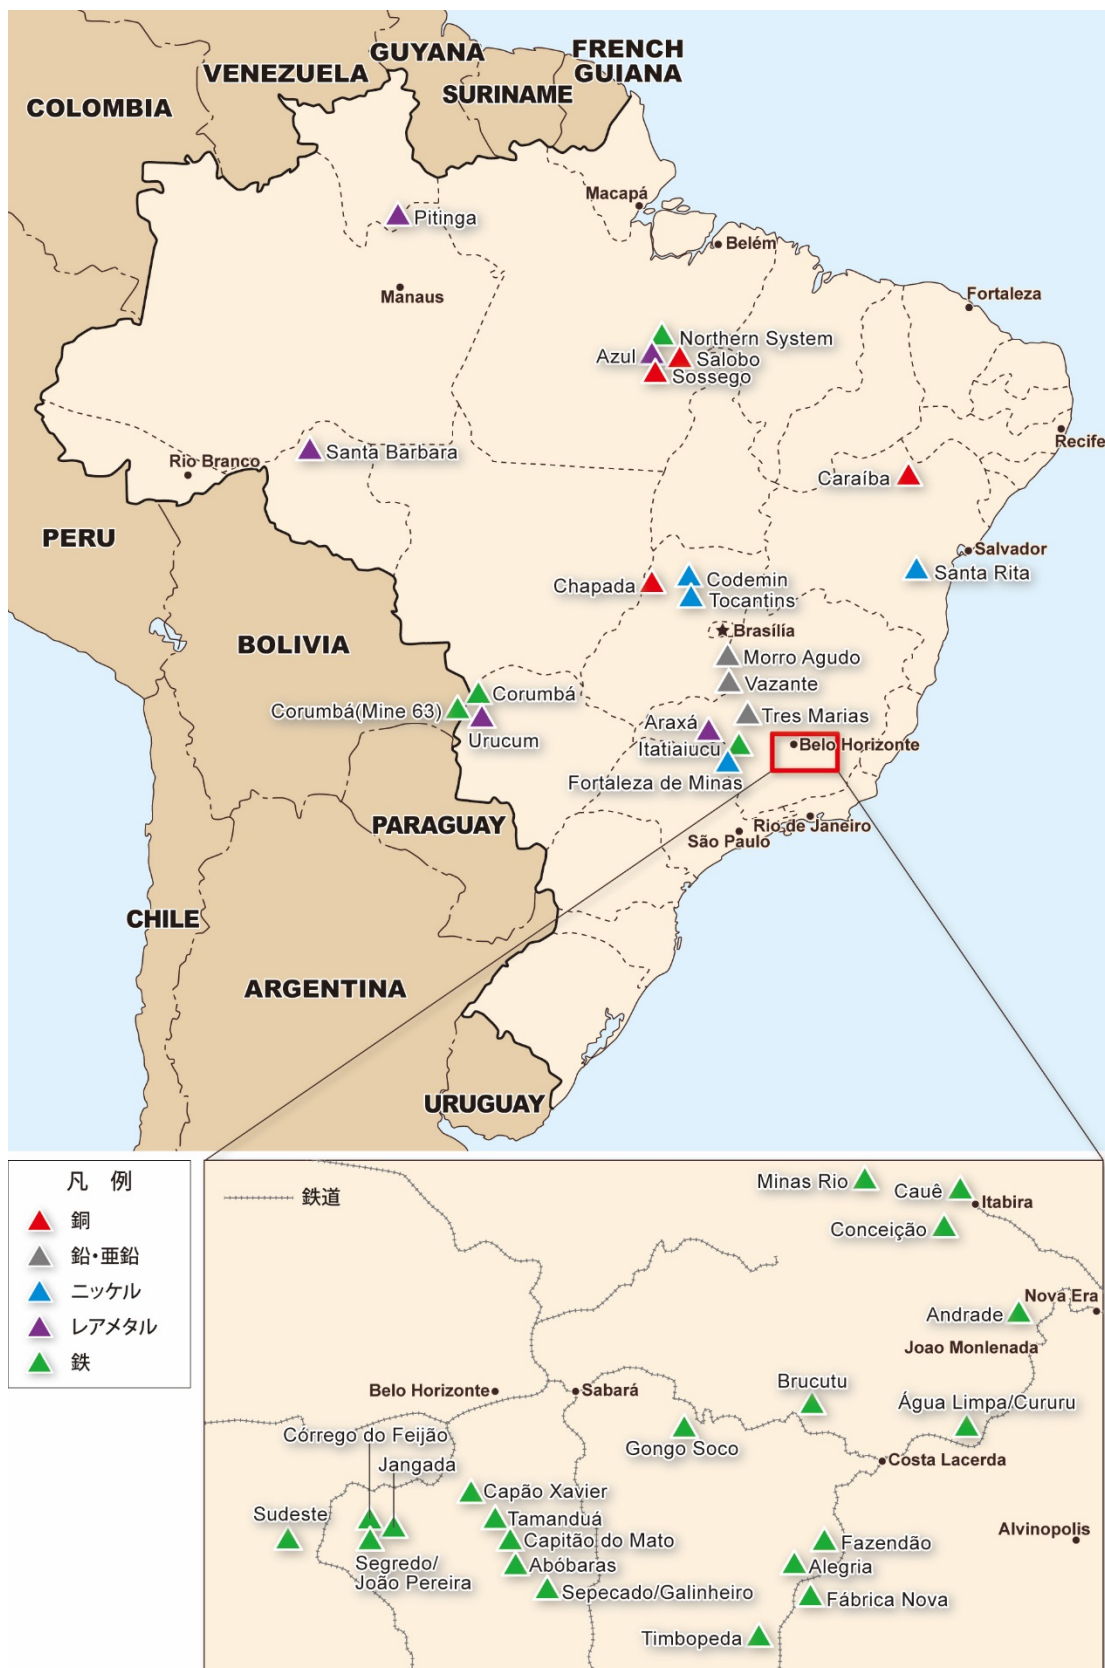 GUYANA
FRENCH
GUIANA
VENEZUELA
SURINAME
COLOMBIA
Macapá
Pitinga
Belém
Manaus
Fortaleza
Northern System
Azul
Salobo
Sossego
Recife
Santa Barbara
Rio Branco
Caraíba
PERU
Salvador
Santa Rita
Codemin
Chapada
Tocantins
Brasília
BOLIVIA
Morro Agudo
Vazante
Corumbá
Corumbá(Mine 63)
Tres Marias
Araxá
Urucum
Itatiaiucu
Belo Horizonte
Fortaleza de Minas
PARAGUAY
Rio de Janeiro
São Paulo
CHILE
ARGENTINA
URUGUAY
凡 例
銅
鉛・亜鉛
ニッケル
レアメタル
鉄
鉄道
Minas Rio
Cauê
Itabira
Conceição
Nova Era
Andrade
Joao Monlenada
Belo Horizonte
Sabará
Brucutu
Água Limpa/Cururu
Córrego do Feijão
Gongo Soco
Jangada
Costa Lacerda
Capão Xavier
Sudeste
Tamanduá
Alvinopolis
Capitão do Mato
Fazendão
Segredo/
João Pereira
Abóbaras
Alegria
Sepecado/Galinheiro
Fábrica Nova
Timbopeda